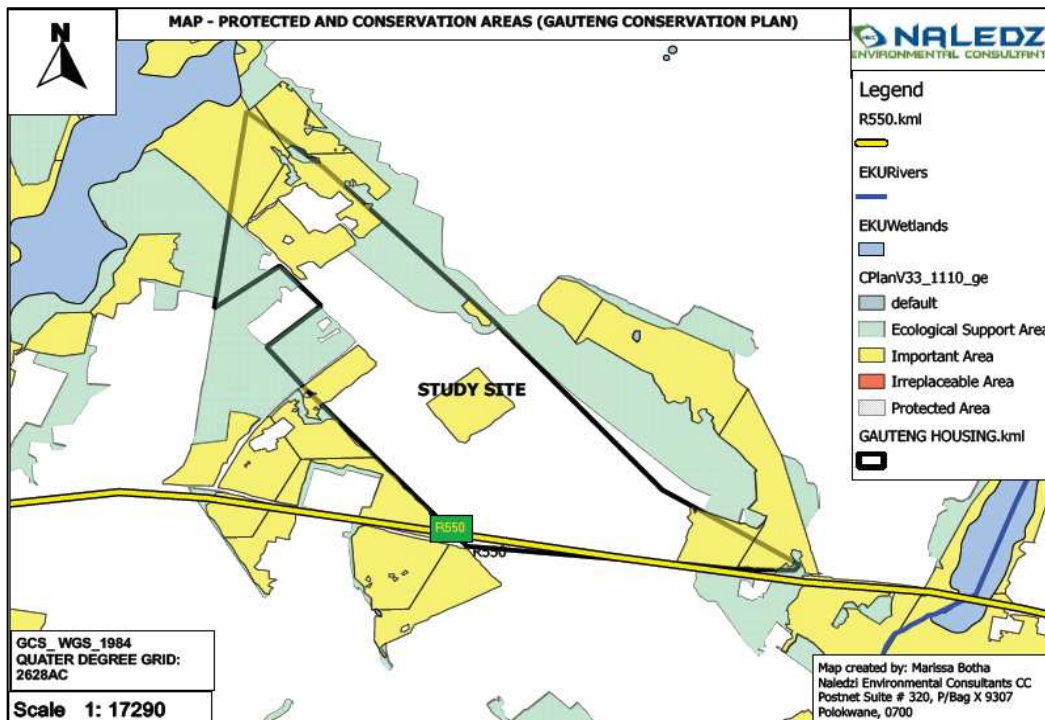 MAP - PROTECTED AND CONSERVATION AREAS (GAUTENG CONSERVATION PLAN)
N
NALEDZ
ENVIRONMENTAL CONSULTANT
Legend
R550.kml
EKURivers
EKUWetlands
CPlanV33_1110_ge
default
Ecological Support Area
Important Area
Irreplaceable Area
Protected Area
GAUTENG HOUSING.kml
STUDY SITE
R550
R550
GCS_WGS_1984
QUATER DEGREE GRID:
2628AC
Scale 1: 17290
Map created by: Marissa Botha
Naledzi Environmental Consultants CC
Postnet Suite # 320, P/Bag X 9307
Polokwane, 0700